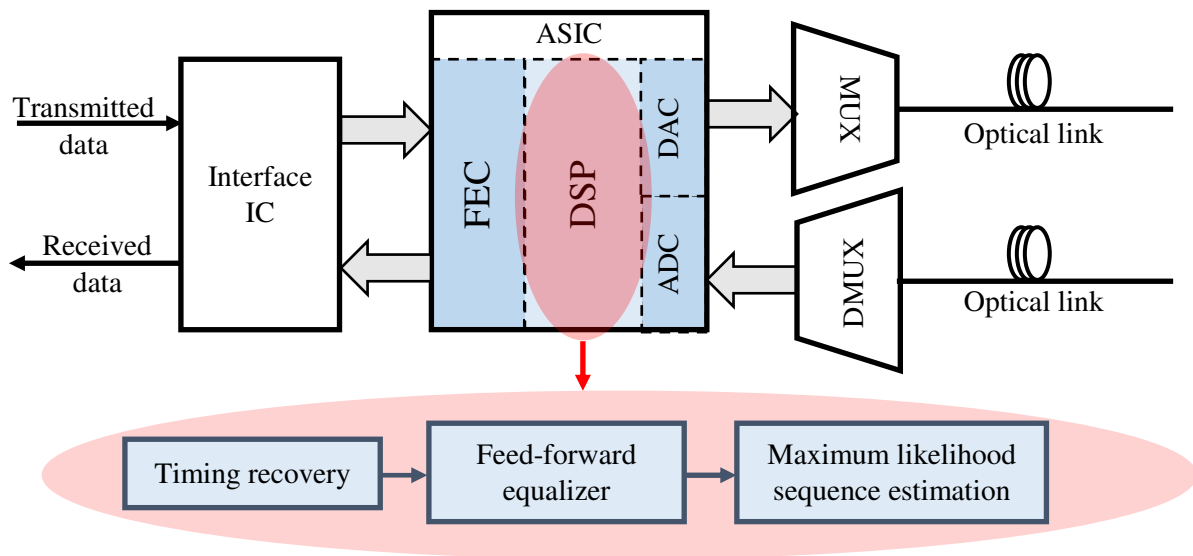 ASIC
Transmitted
data
Interface
IC
Received
data
FEC
DSP
DAC
ADC
MUX
Optical link
DMUX
Optical link
Timing recovery
Feed-forward
equalizer
Maximum likelihood
sequence estimation